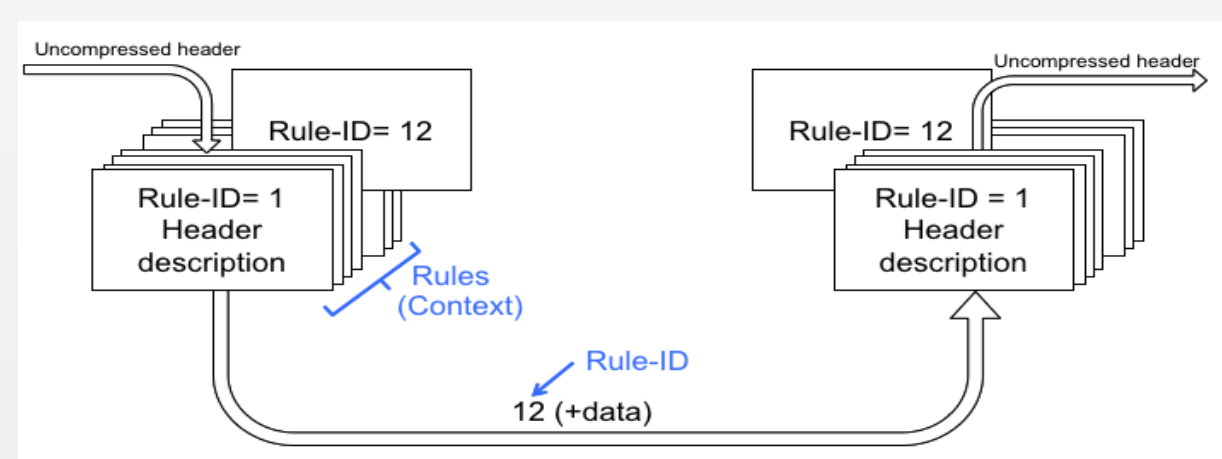 Uncompressed header
Uncompressed header
Rule-ID= 12
Rule-ID= 12
Rule-ID= 1
Header
description
Rule-ID = 1
Header
description
Rules
(Context)
Rule-ID
12 (+data)